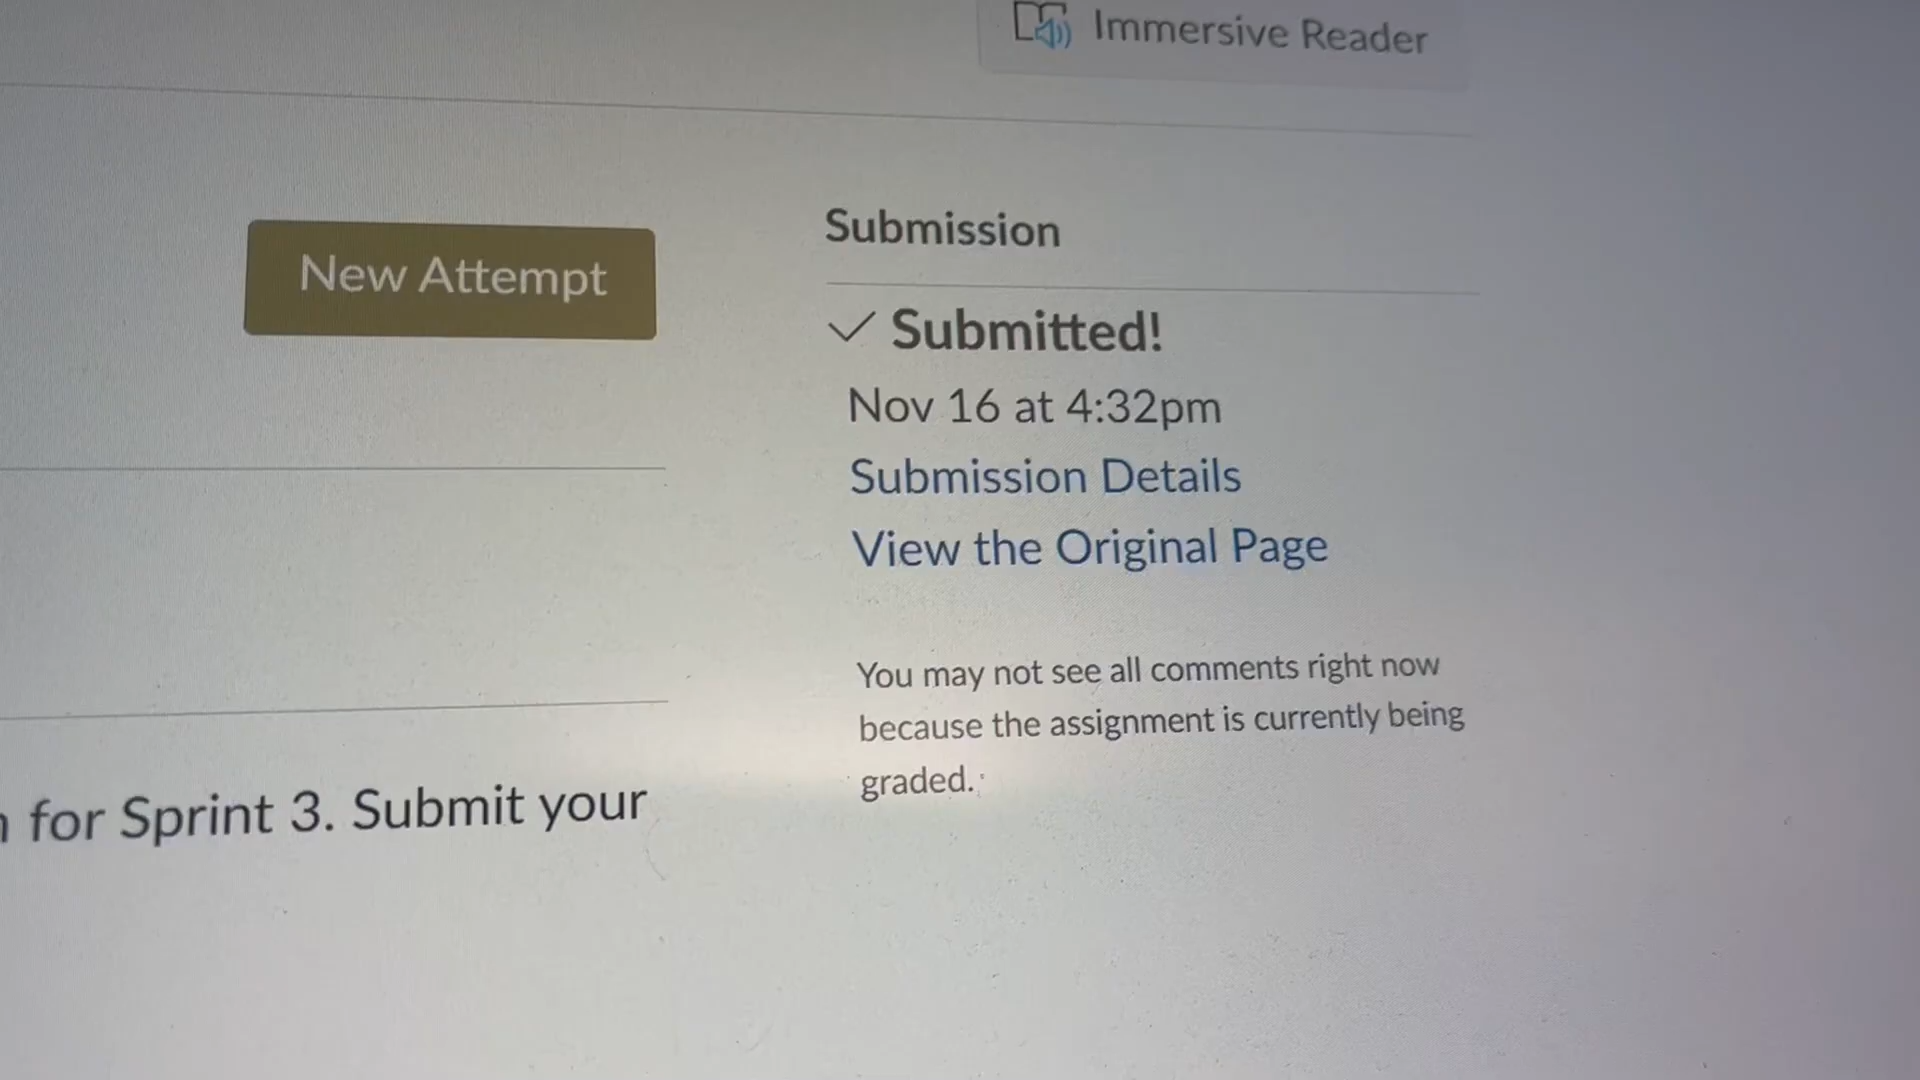 Immersive Reader
New Attempt
Submission
Submitted!
Nov 16 at 4:32pm
Submission Details
View the Original Page
You may not see all comments right now
because the assignment is currently being
graded.
for Sprint 3. Submit your